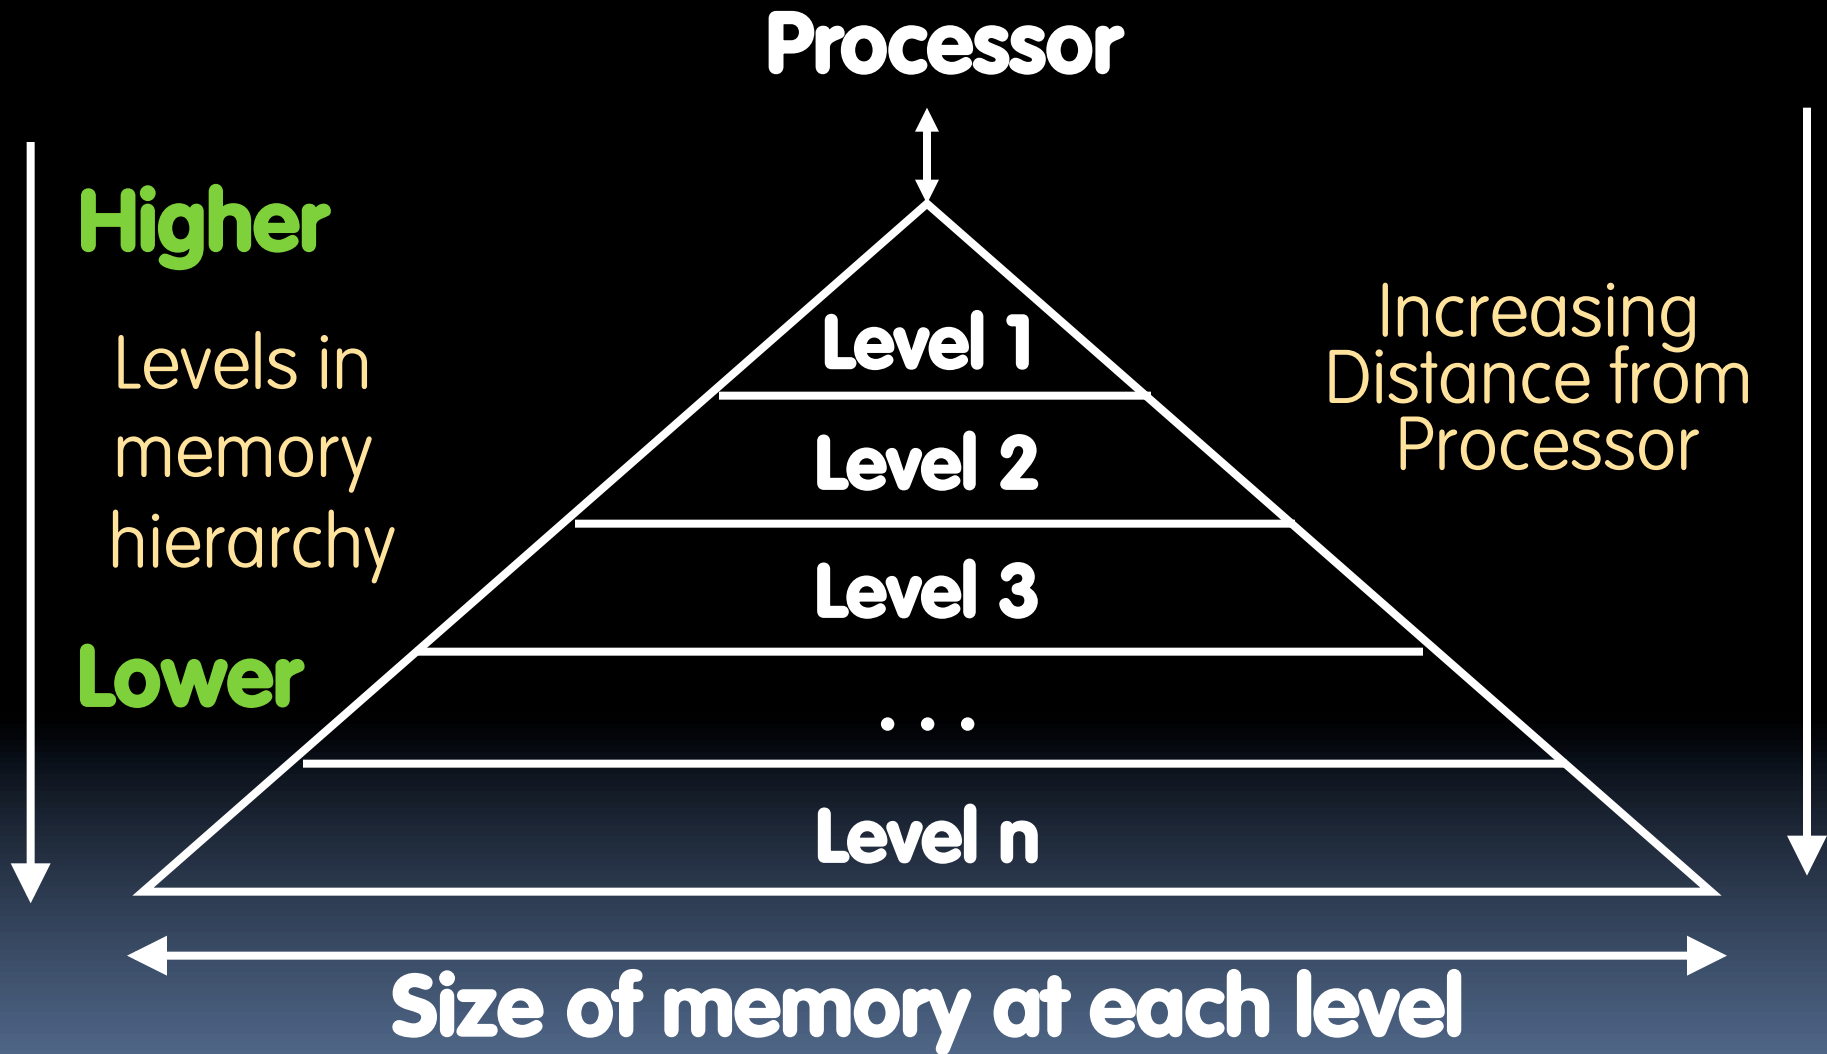 Processor
Higher
Levels in
memory
hierarchy
Lower
Level 1
Level 2
Level 3
. . .
Level n
Increasing
Distance from
Processor
Size of memory at each level